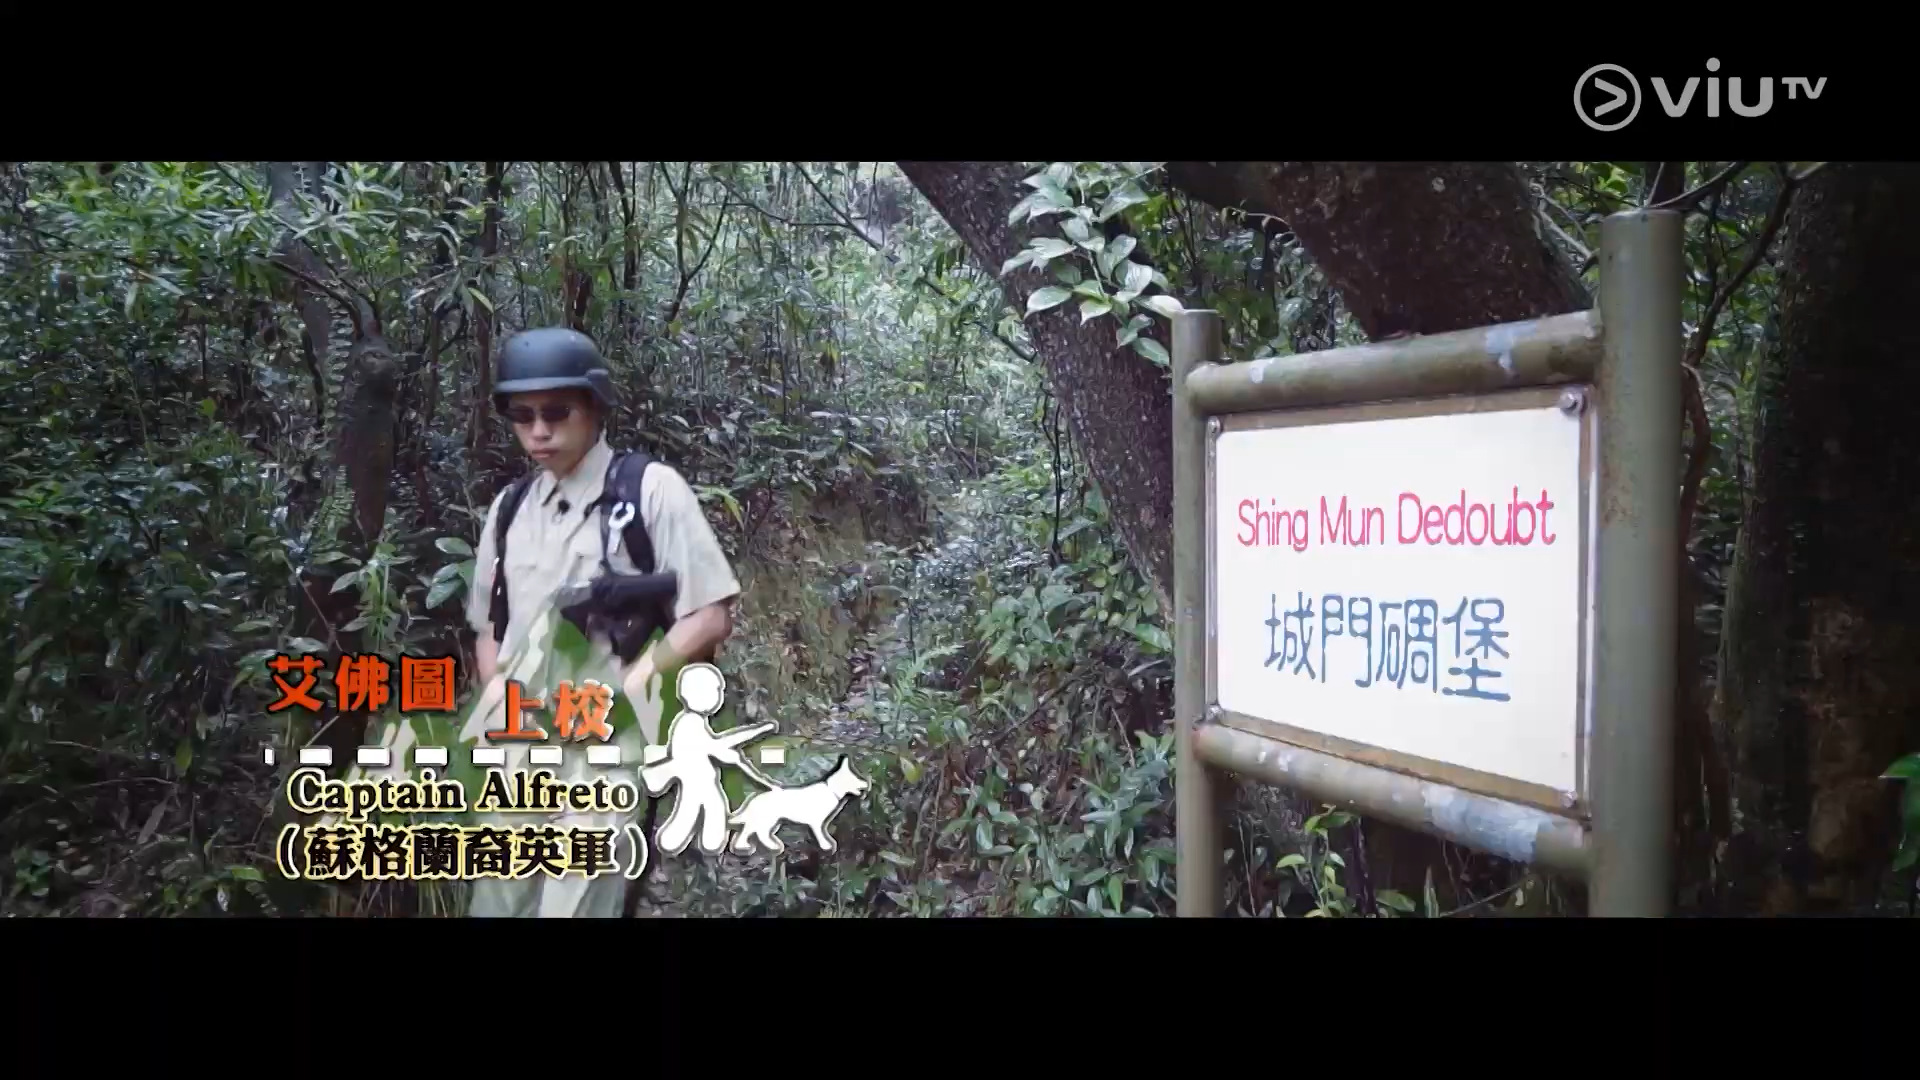 viuTV
Shing Mun Dedoubt
城門碉堡
艾佛圖 上校
Captain Alfreto
(蘇格蘭裔英軍)